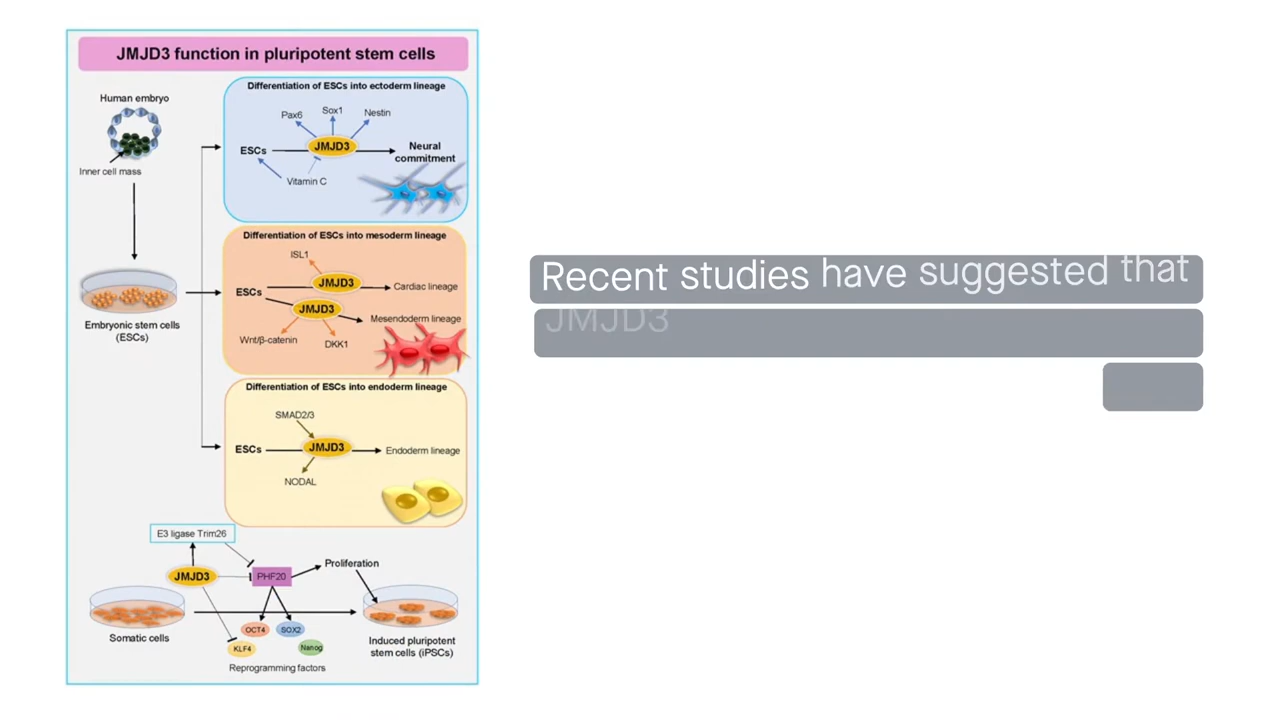 JMJD3 function in pluripotent stem cells
Human embryo
Inner cell mass
Embryonic stem cells
(ESCs)
Differentiation of ESCs into ectoderm lineage
Pax6
Sox1
Nestin
ESCs
JMJD3
Neural
commitment
Vitamin C
Differentiation of ESCs into mesoderm lineage
ISL1
JMJD3
Cardiac lineage
ESCs
JMJD3
Mesendoderm lineage
Wnt/β-catenin
DKK1
Differentiation of ESCs into endoderm lineage
SMAD2/3
ESCs
JMJD3
Endoderm lineage
NODAL
E3 ligase Trim26
JMJD3
PHF20
Proliferation
OCT4
SOX2
KLF4
Nanog
Reprogramming factors
Somatic cells
Induced pluripotent
stem cells (iPSCs)
Recent studies have suggested that
JMJD3